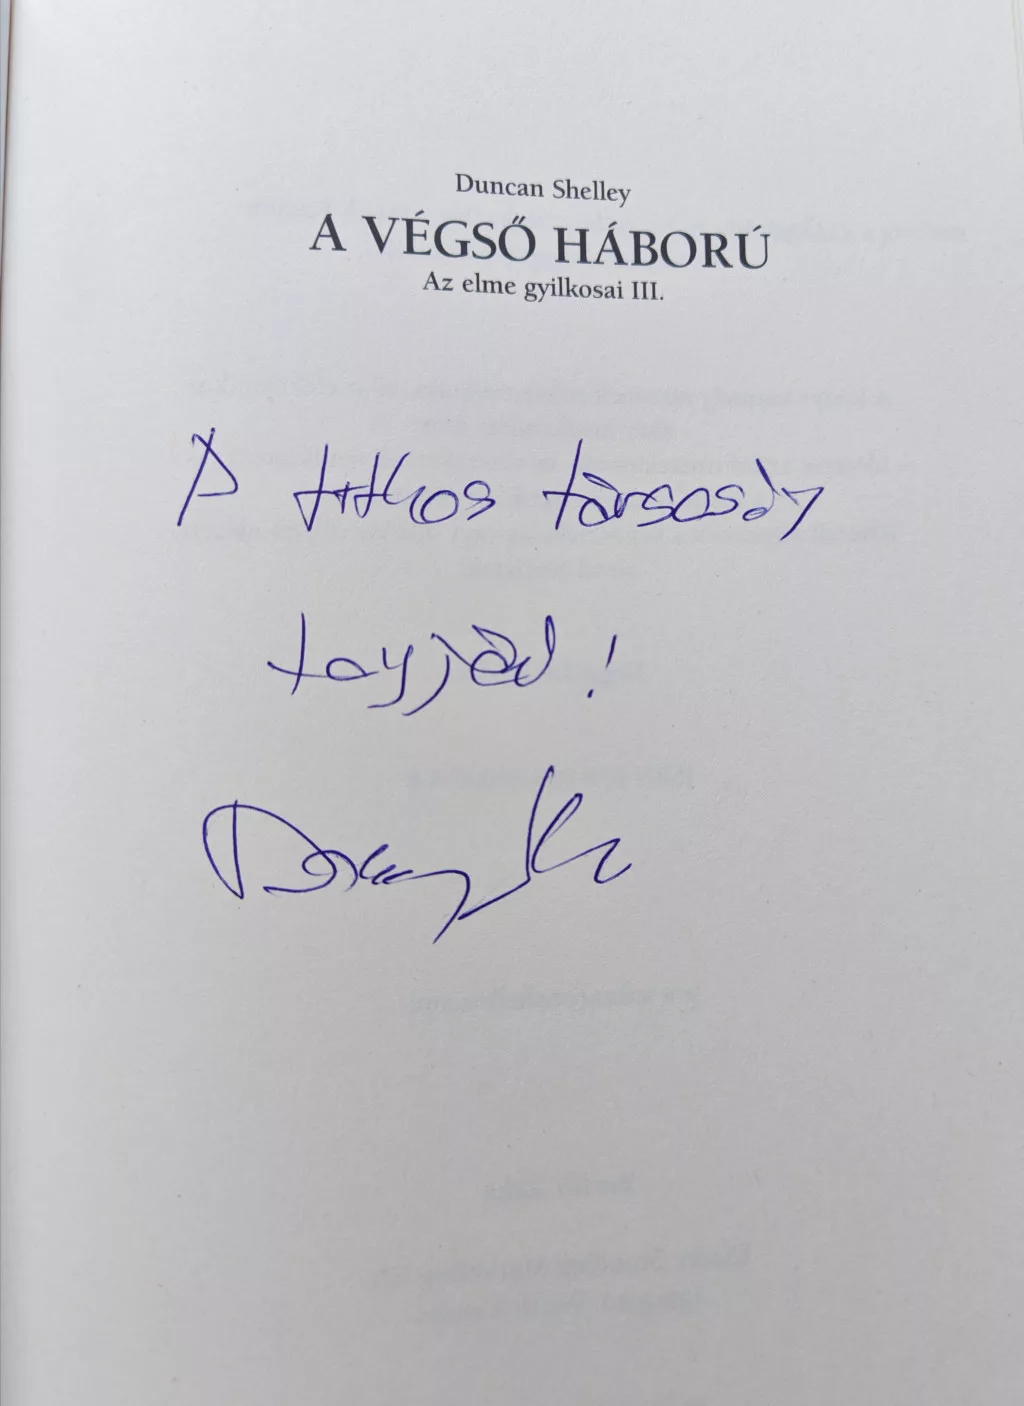 Duncan Shelley
A VÉGSŐ HÁBORÚ
Az elme gyilkosai III.
A titkos társaság
tagjának!